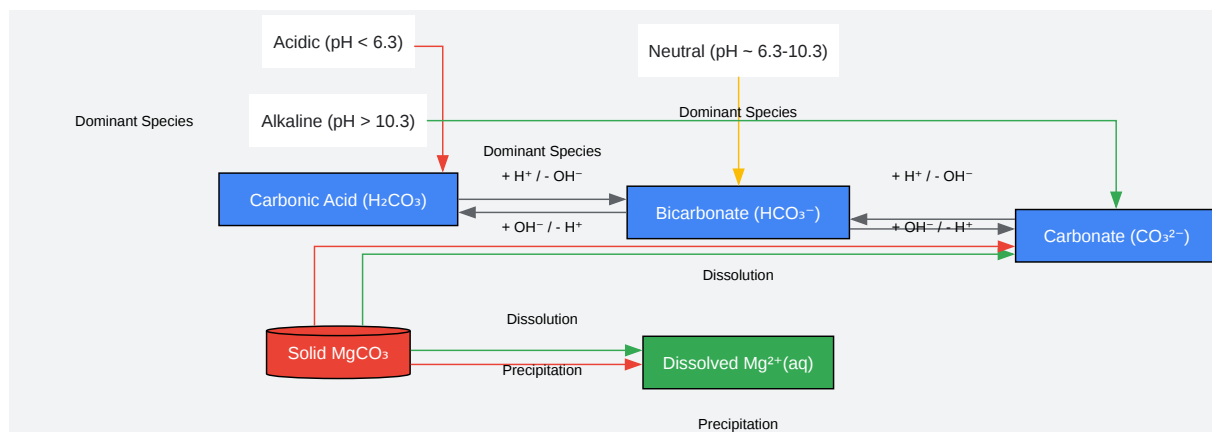 Acidic (pH < 6.3)
Neutral (pH ~ 6.3-10.3)
Dominant Species
Alkaline (pH > 10.3)
Dominant Species
Dominant Species
+ H⁺ / - OH⁻
+ H⁺ / - OH⁻
Carbonic Acid (H₂CO₃)
Bicarbonate (HCO₃⁻)
+ OH⁻ / - H⁺
+ OH⁻ / - H⁺
Carbonate (CO₃²⁻)
Dissolution
Dissolution
Solid MgCO₃
Dissolved Mg²⁺(aq)
Precipitation
Precipitation